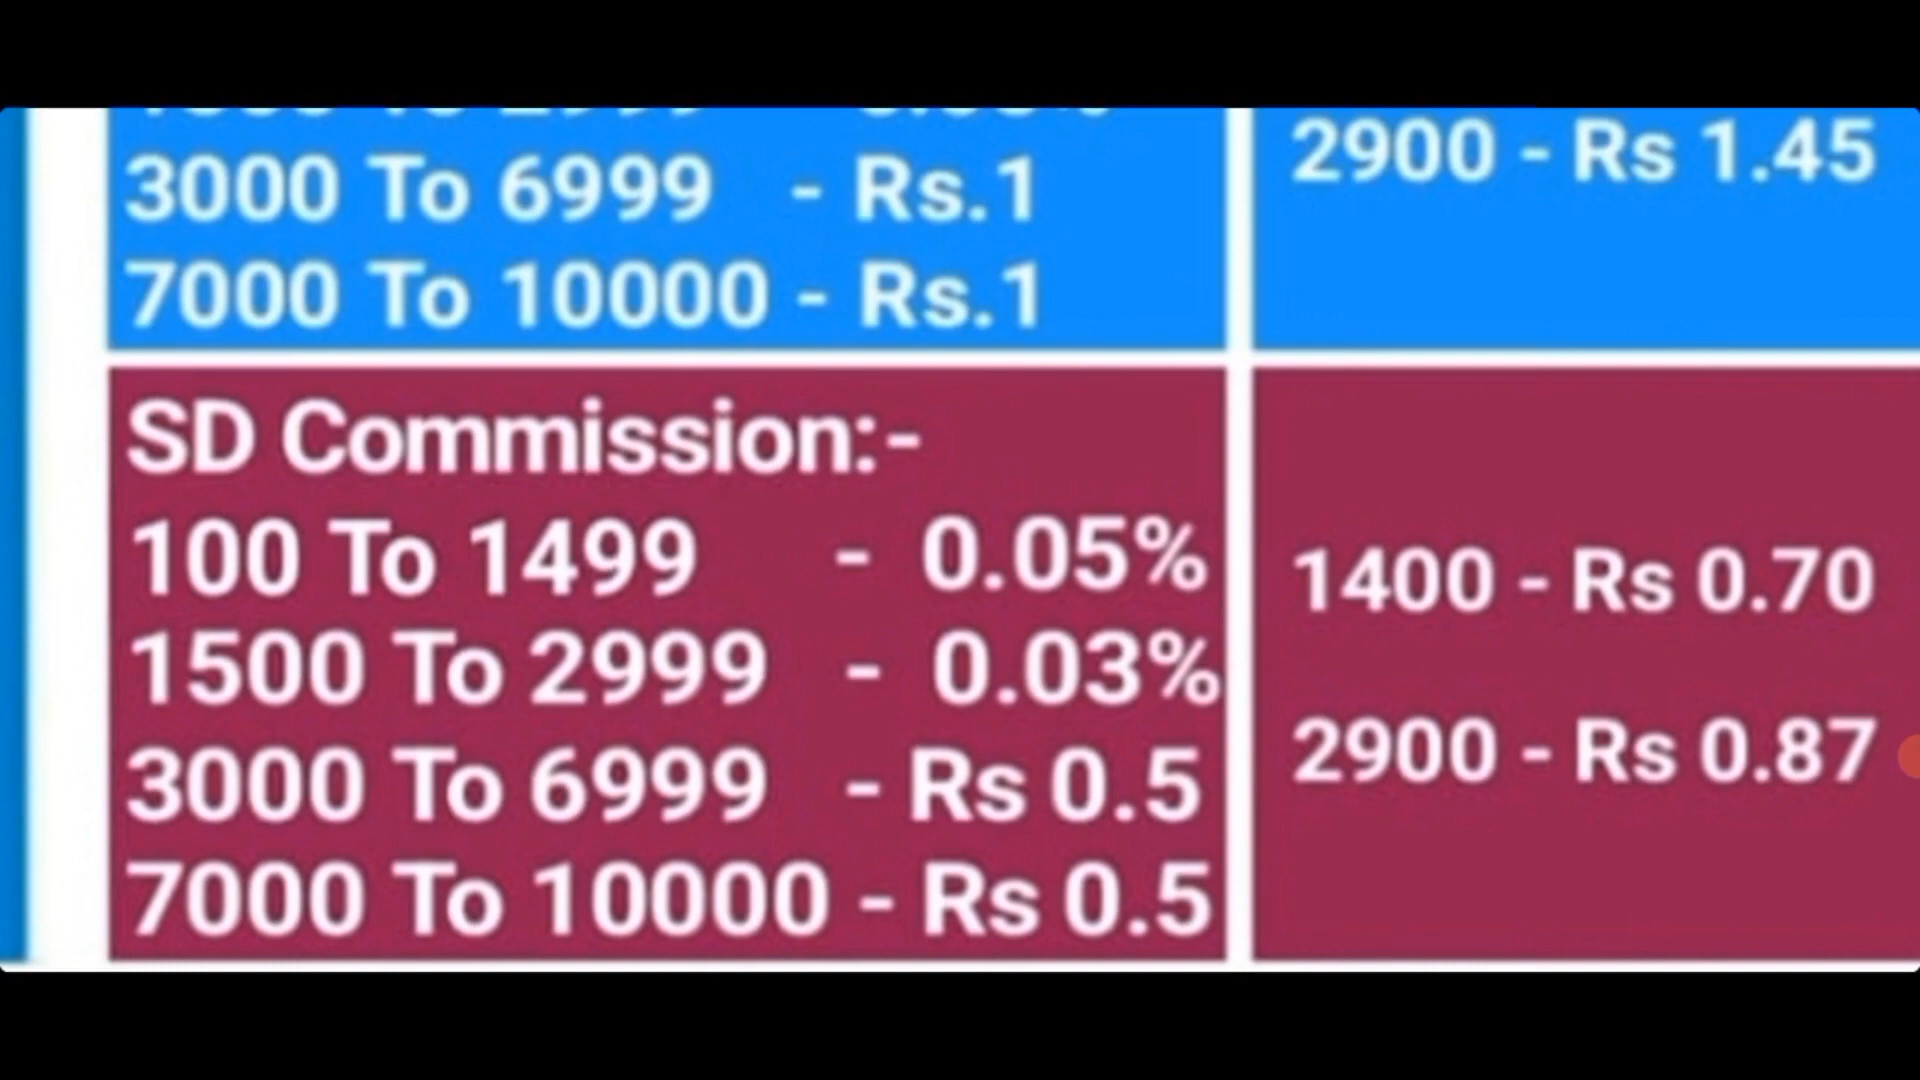 3000 To 6999 - Rs.1
7000 To 10000 - Rs.1
2900 - Rs 1.45
SD Commission:-
100 To 1499 - 0.05%
1500 To 2999 - 0.03%
3000 To 6999 - Rs 0.5
7000 To 10000 - Rs 0.5
1400 - Rs 0.70
2900 - Rs 0.87